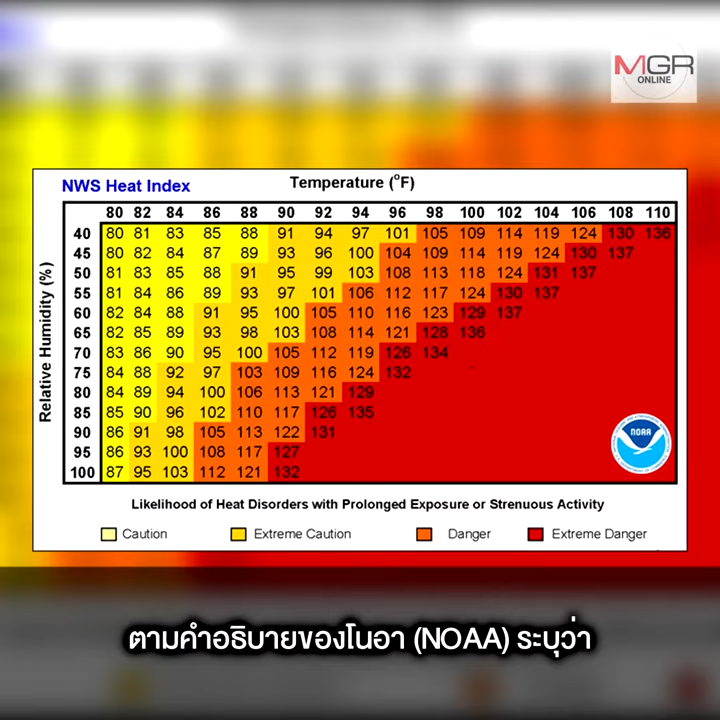 MGR
ONLINE
NWS Heat Index
Temperature (°F)
80 82 84 86 88 90 92 94 96 98 100 102 104 106 108 110
Relative Humidity (%)
40 80 81 83 85 88 91 94 97 101 105 109 114 119 124 130 136
45 80 82 84 87 89 93 96 100 104 109 114 119 124 130 137
50 81 83 85 88 91 95 99 103 108 113 118 124 131 137
55 81 84 86 89 93 97 101 106 112 117 124 130 137
60 82 84 88 91 95 100 105 110 116 123 129 137
65 82 85 89 93 98 103 108 114 121 128 136
70 83 86 90 95 100 105 112 119 126 134
75 84 88 92 97 103 109 116 124 132
80 84 89 94 100 106 113 121 129
85 85 90 96 102 110 117 126 135
90 86 91 98 105 113 122 131
95 86 93 100 108 117 127
100 87 95 103 112 121 132
NOAA
Likelihood of Heat Disorders with Prolonged Exposure or Strenuous Activity
Caution Extreme Caution Danger Extreme Danger
ตามคำอธิบายของโนอา (NOAA) ระบุว่า